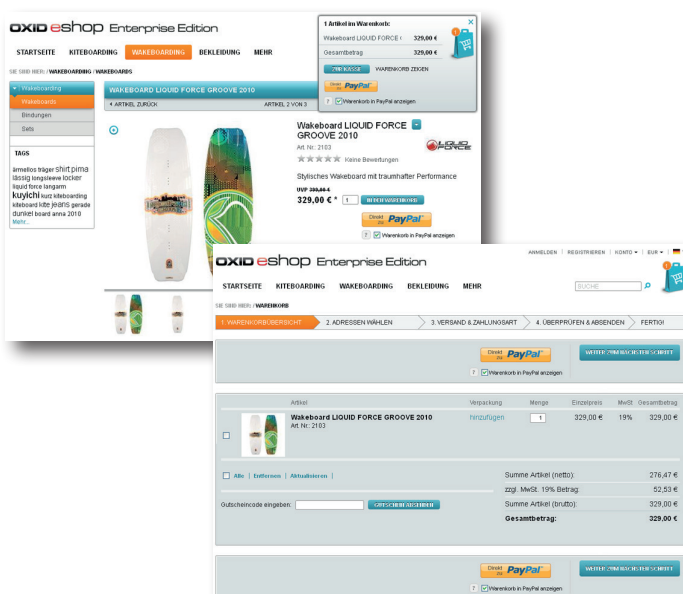 OXID eshop Enterprise Edition
1 Artikel im Warenkorb:
Wakeboard LIQUID FORCE 329,00 €
Gesamtbetrag 329,00 €
ZUR KASSE WARENKORB ZEIGEN
Direkt zu PayPal
? Warenkorb in PayPal anzeigen
STARTSEITE KITEBOARDING WAKEBOARDING BEKLEIDUNG MEHR
SIE SIND HIER: / WAKEBOARDING / WAKEBOARDS
Wakeboarding
Wakeboards
Bindungen
Sets
TAGS
ärmellos träger shirt pima
lässig longsleeve locker
liquid force langarm
kuyichi kurz kiteboarding
kiteboard kite jeans gerade
dunkel board anna 2010
Mehr...
WAKEBOARD LIQUID FORCE GROOVE 2010
ARTIKEL ZURÜCK ARTIKEL 2 VON 3
Wakeboard LIQUID FORCE
GROOVE 2010
Art. Nr.: 2103
LIQUID FORCE
Keine Bewertungen
Stylisches Wakeboard mit traumhafter Performance
UVP 399,00 €
329,00 € * 1 IN DEN WARENKORB
Direkt zu PayPal
? Warenkorb in PayPal anzeigen
ANMELDEN | REGISTRIEREN | KONTO | EUR |
OXID eshop Enterprise Edition
1
STARTSEITE KITEBOARDING WAKEBOARDING BEKLEIDUNG MEHR
SUCHE
SIE SIND HIER: / WARENKORB
1. WARENKORBÜBERSICHT 2. ADRESSEN WÄHLEN 3. VERSAND & ZAHLUNGSART 4. ÜBERPRÜFEN & ABSENDEN FERTIG!
Direkt zu PayPal WEITER ZUM NÄCHSTEN SCHRITT
? Warenkorb in PayPal anzeigen
Artikel Verpackung Menge Einzelpreis MwSt Gesamtbetrag
Wakeboard LIQUID FORCE GROOVE 2010 hinzufügen 1 329,00 € 19% 329,00 €
Art. Nr.: 2103
Alle | Entfernen | Aktualisieren |
Summe Artikel (netto): 276,47 €
zzgl. MwSt. 19% Betrag: 52,53 €
Gutscheincode eingeben: GUTSCHEIN ABSENDEN
Summe Artikel (brutto): 329,00 €
Gesamtbetrag: 329,00 €
Direkt zu PayPal WEITER ZUM NÄCHSTEN SCHRITT
? Warenkorb in PayPal anzeigen